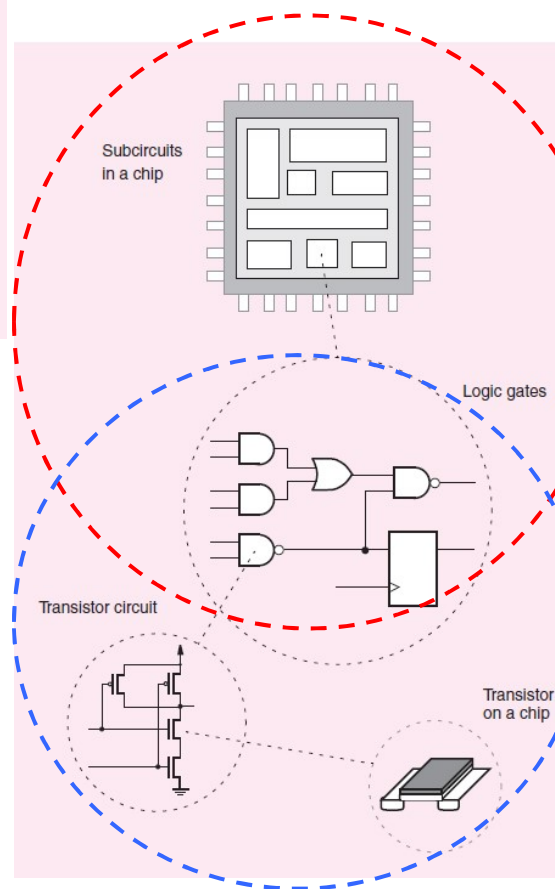 Subcircuits
in a chip
Logic gates
Transistor circuit
Transistor
on a chip